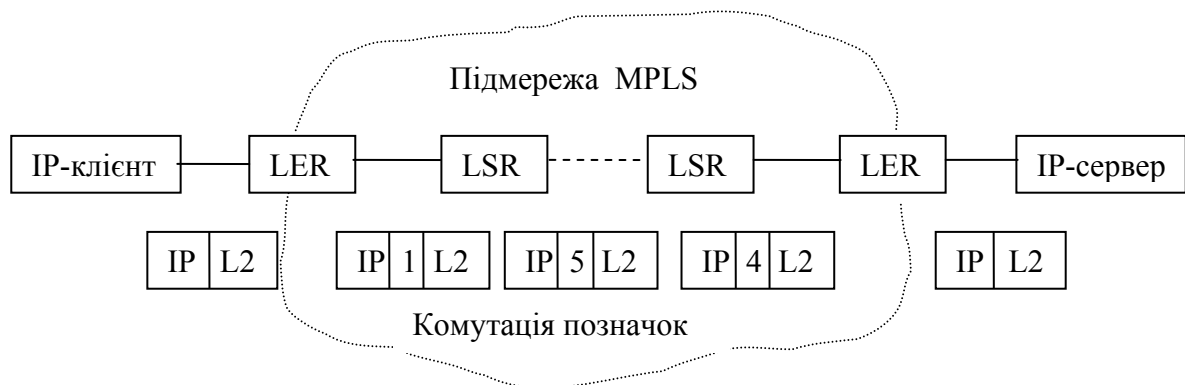 Підмережа MPLS
IP-клієнт LER LSR LSR LER IP-сервер
IP L2 IP 1 L2 IP 5 L2 IP 4 L2 IP L2
Комутація позначок